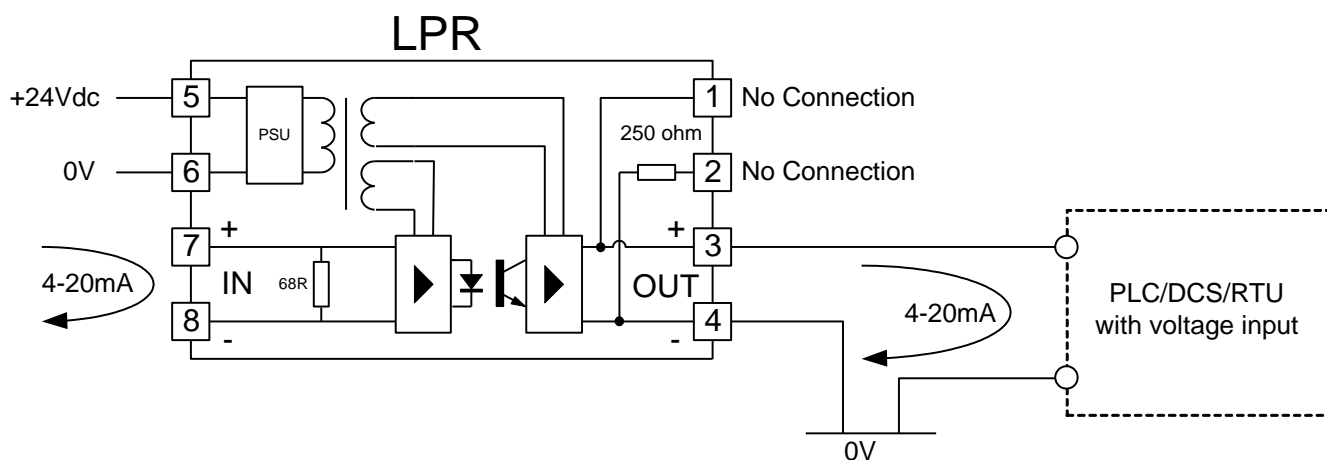 LPR
+24Vdc
5
PSU
1
No Connection
250 ohm
0V
6
2
No Connection
7
+
+
3
4-20mA
IN
68R
OUT
4-20mA
PLC/DCS/RTU
with voltage input
8
-
-
4
0V